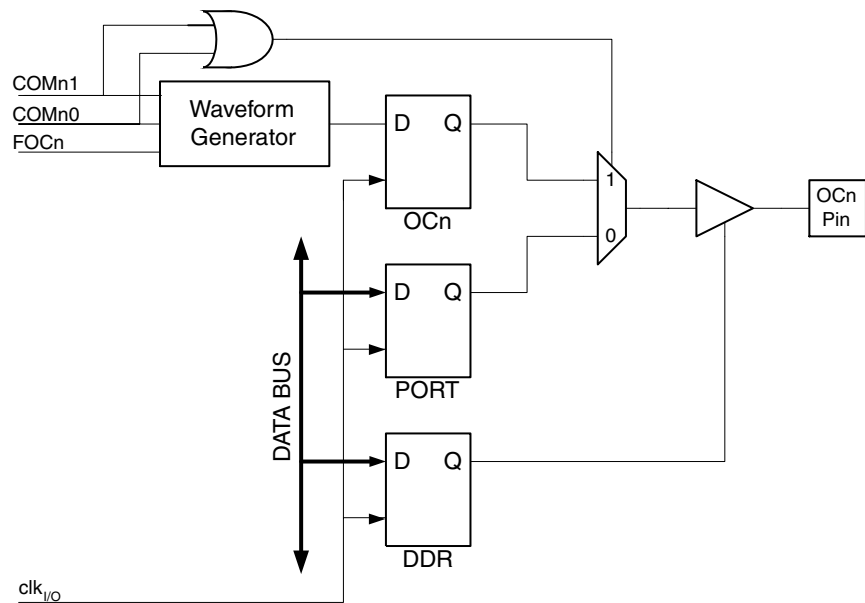 COMn1
COMn0
FOCn
Waveform
Generator
D Q
OCn
1
0
OCn
Pin
D Q
PORT
DATA BUS
D Q
DDR
clkI/O